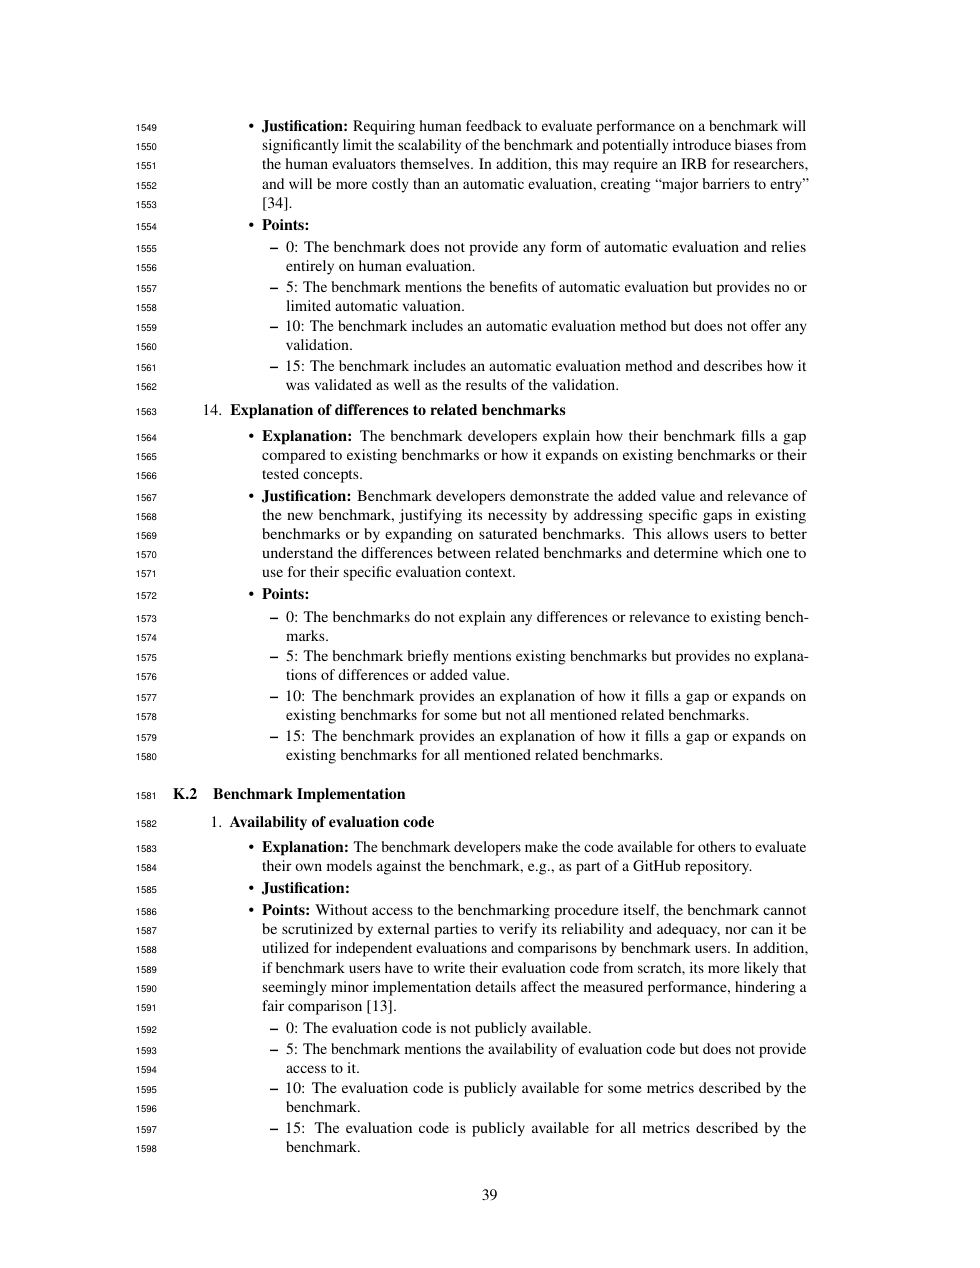 1549 • Justification: Requiring human feedback to evaluate performance on a benchmark will
1550 significantly limit the scalability of the benchmark and potentially introduce biases from
1551 the human evaluators themselves. In addition, this may require an IRB for researchers,
1552 and will be more costly than an automatic evaluation, creating “major barriers to entry”
1553 [34].
1554 • Points:
1555 – 0: The benchmark does not provide any form of automatic evaluation and relies
1556 entirely on human evaluation.
1557 – 5: The benchmark mentions the benefits of automatic evaluation but provides no or
1558 limited automatic valuation.
1559 – 10: The benchmark includes an automatic evaluation method but does not offer any
1560 validation.
1561 – 15: The benchmark includes an automatic evaluation method and describes how it
1562 was validated as well as the results of the validation.
1563 14. Explanation of differences to related benchmarks
1564 • Explanation: The benchmark developers explain how their benchmark fills a gap
1565 compared to existing benchmarks or how it expands on existing benchmarks or their
1566 tested concepts.
1567 • Justification: Benchmark developers demonstrate the added value and relevance of
1568 the new benchmark, justifying its necessity by addressing specific gaps in existing
1569 benchmarks or by expanding on saturated benchmarks. This allows users to better
1570 understand the differences between related benchmarks and determine which one to
1571 use for their specific evaluation context.
1572 • Points:
1573 – 0: The benchmarks do not explain any differences or relevance to existing bench-
1574 marks.
1575 – 5: The benchmark briefly mentions existing benchmarks but provides no explana-
1576 tions of differences or added value.
1577 – 10: The benchmark provides an explanation of how it fills a gap or expands on
1578 existing benchmarks for some but not all mentioned related benchmarks.
1579 – 15: The benchmark provides an explanation of how it fills a gap or expands on
1580 existing benchmarks for all mentioned related benchmarks.
1581 K.2 Benchmark Implementation
1582 1. Availability of evaluation code
1583 • Explanation: The benchmark developers make the code available for others to evaluate
1584 their own models against the benchmark, e.g., as part of a GitHub repository.
1585 • Justification:
1586 • Points: Without access to the benchmarking procedure itself, the benchmark cannot
1587 be scrutinized by external parties to verify its reliability and adequacy, nor can it be
1588 utilized for independent evaluations and comparisons by benchmark users. In addition,
1589 if benchmark users have to write their evaluation code from scratch, its more likely that
1590 seemingly minor implementation details affect the measured performance, hindering a
1591 fair comparison [13].
1592 – 0: The evaluation code is not publicly available.
1593 – 5: The benchmark mentions the availability of evaluation code but does not provide
1594 access to it.
1595 – 10: The evaluation code is publicly available for some metrics described by the
1596 benchmark.
1597 – 15: The evaluation code is publicly available for all metrics described by the
1598 benchmark.
39